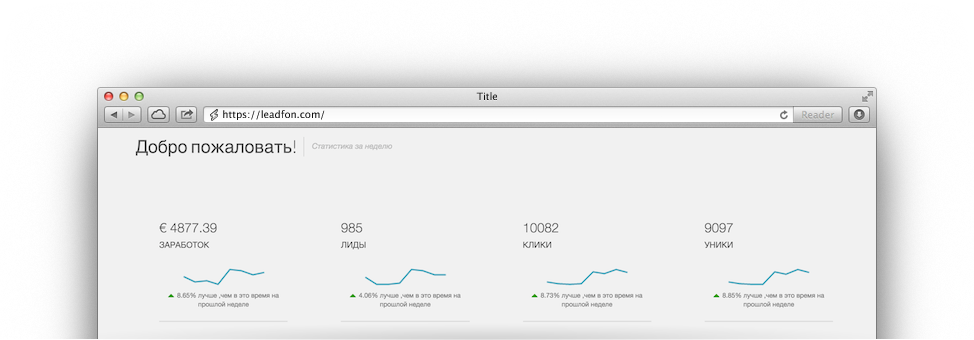 Title
https://leadfon.com/
Reader
Добро пожаловать!
Статистика за неделю
€ 4877.39
ЗАРАБОТОК
8.65% лучше ,чем в это время на
прошлой неделе
985
ЛИДЫ
4.06% лучше ,чем в это время на
прошлой неделе
10082
КЛИКИ
8.73% лучше ,чем в это время на
прошлой неделе
9097
УНИКИ
8.85% лучше ,чем в это время на
прошлой неделе